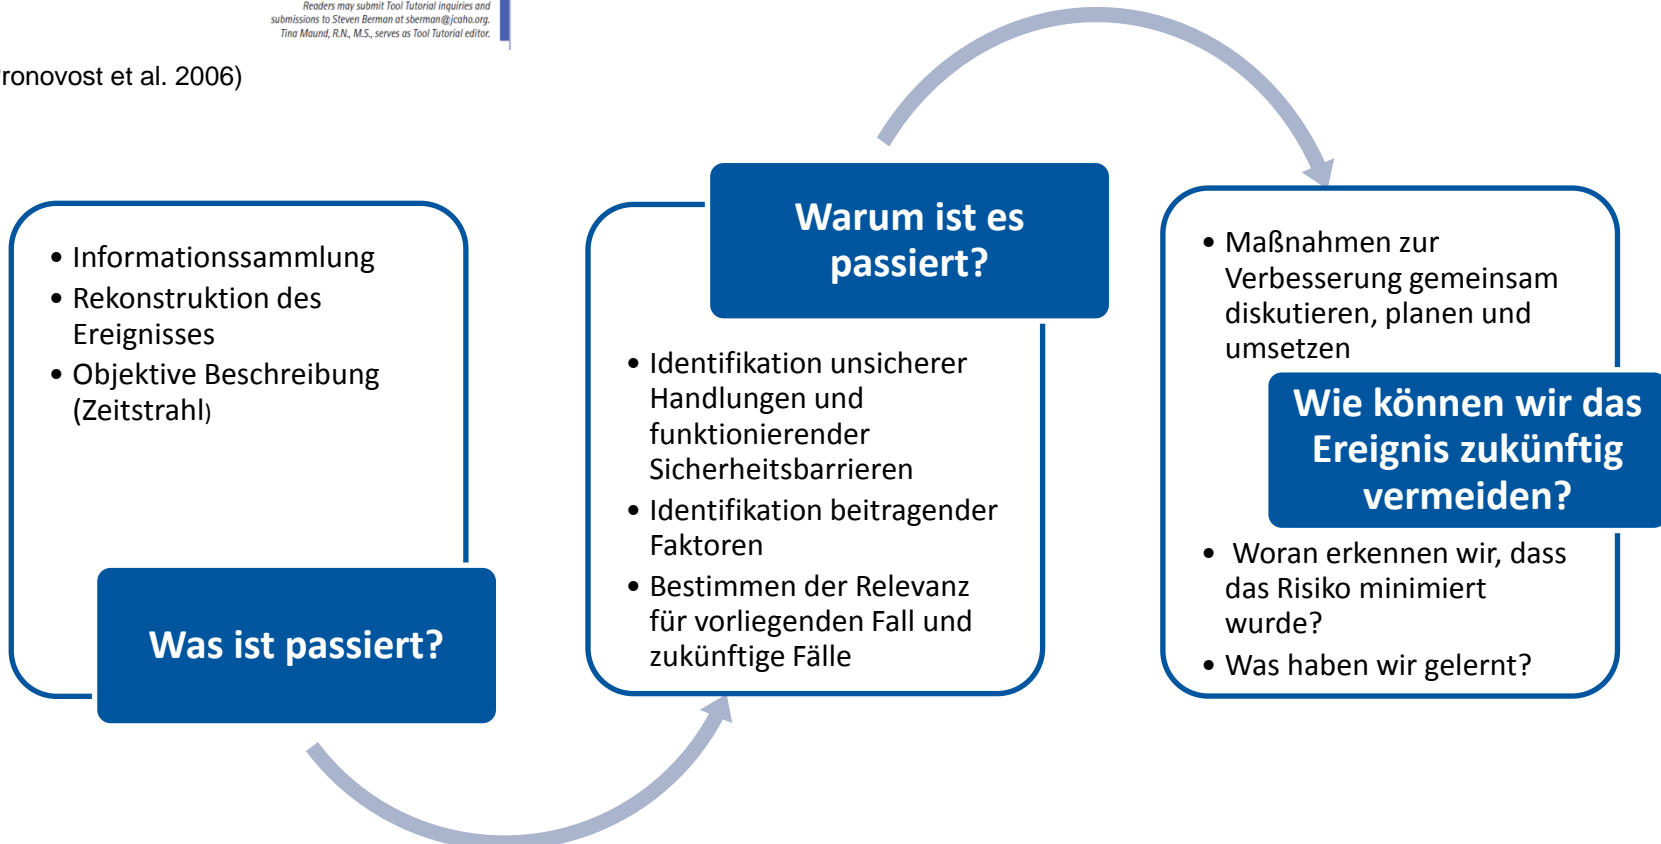 Readers may submit Tool Tutorial inquiries and
submissions to Steven Berman at sberman@jcaho.org.
Tina Maund, R.N., M.S., serves as Tool Tutorial editor.
ronovost et al. 2006)
• Informationssammlung
• Rekonstruktion des
Ereignisses
• Objektive Beschreibung
(Zeitstrahl)
Was ist passiert?
Warum ist es
passiert?
• Identifikation unsicherer
Handlungen und
funktionierender
Sicherheitsbarrieren
• Identifikation beitragender
Faktoren
• Bestimmen der Relevanz
für vorliegenden Fall und
zukünftige Fälle
• Maßnahmen zur
Verbesserung gemeinsam
diskutieren, planen und
umsetzen
Wie können wir das
Ereignis zukünftig
vermeiden?
• Woran erkennen wir, dass
das Risiko minimiert
wurde?
• Was haben wir gelernt?